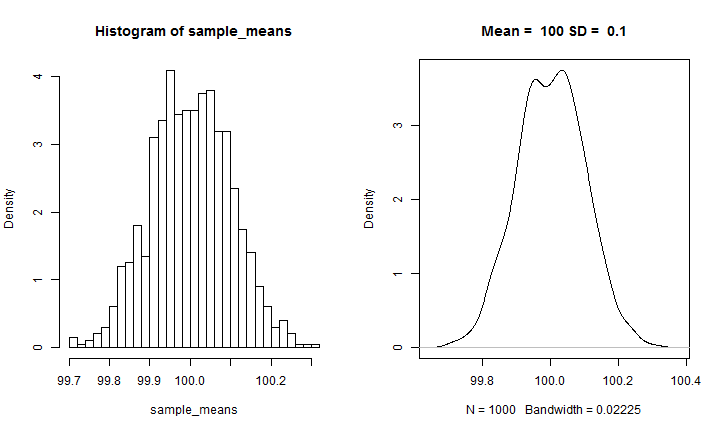 Histogram of sample_means
Density
0 1 2 3 4
99.7 99.8 99.9 100.0 100.2
sample_means
Mean =  100 SD =  0.1
Density
0 1 2 3
99.8 100.0 100.2 100.4
N = 1000   Bandwidth = 0.02225